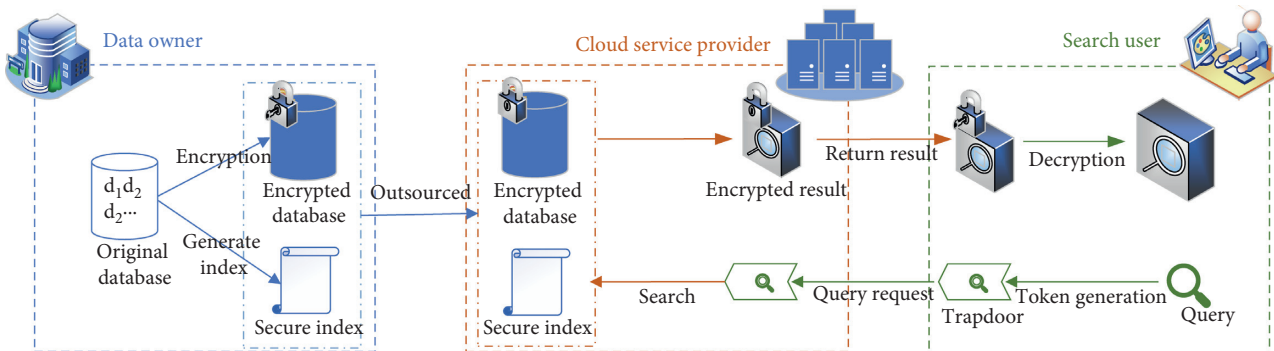 Data owner
Cloud service provider
Search user
d₁d₂
d₂...
Original
database
Encryption
Generate
index
Encrypted
database
Secure index
Outsourced
Encrypted
database
Secure index
Encrypted result
Return result
Decryption
Search
Query request
Trapdoor
Token generation
Query